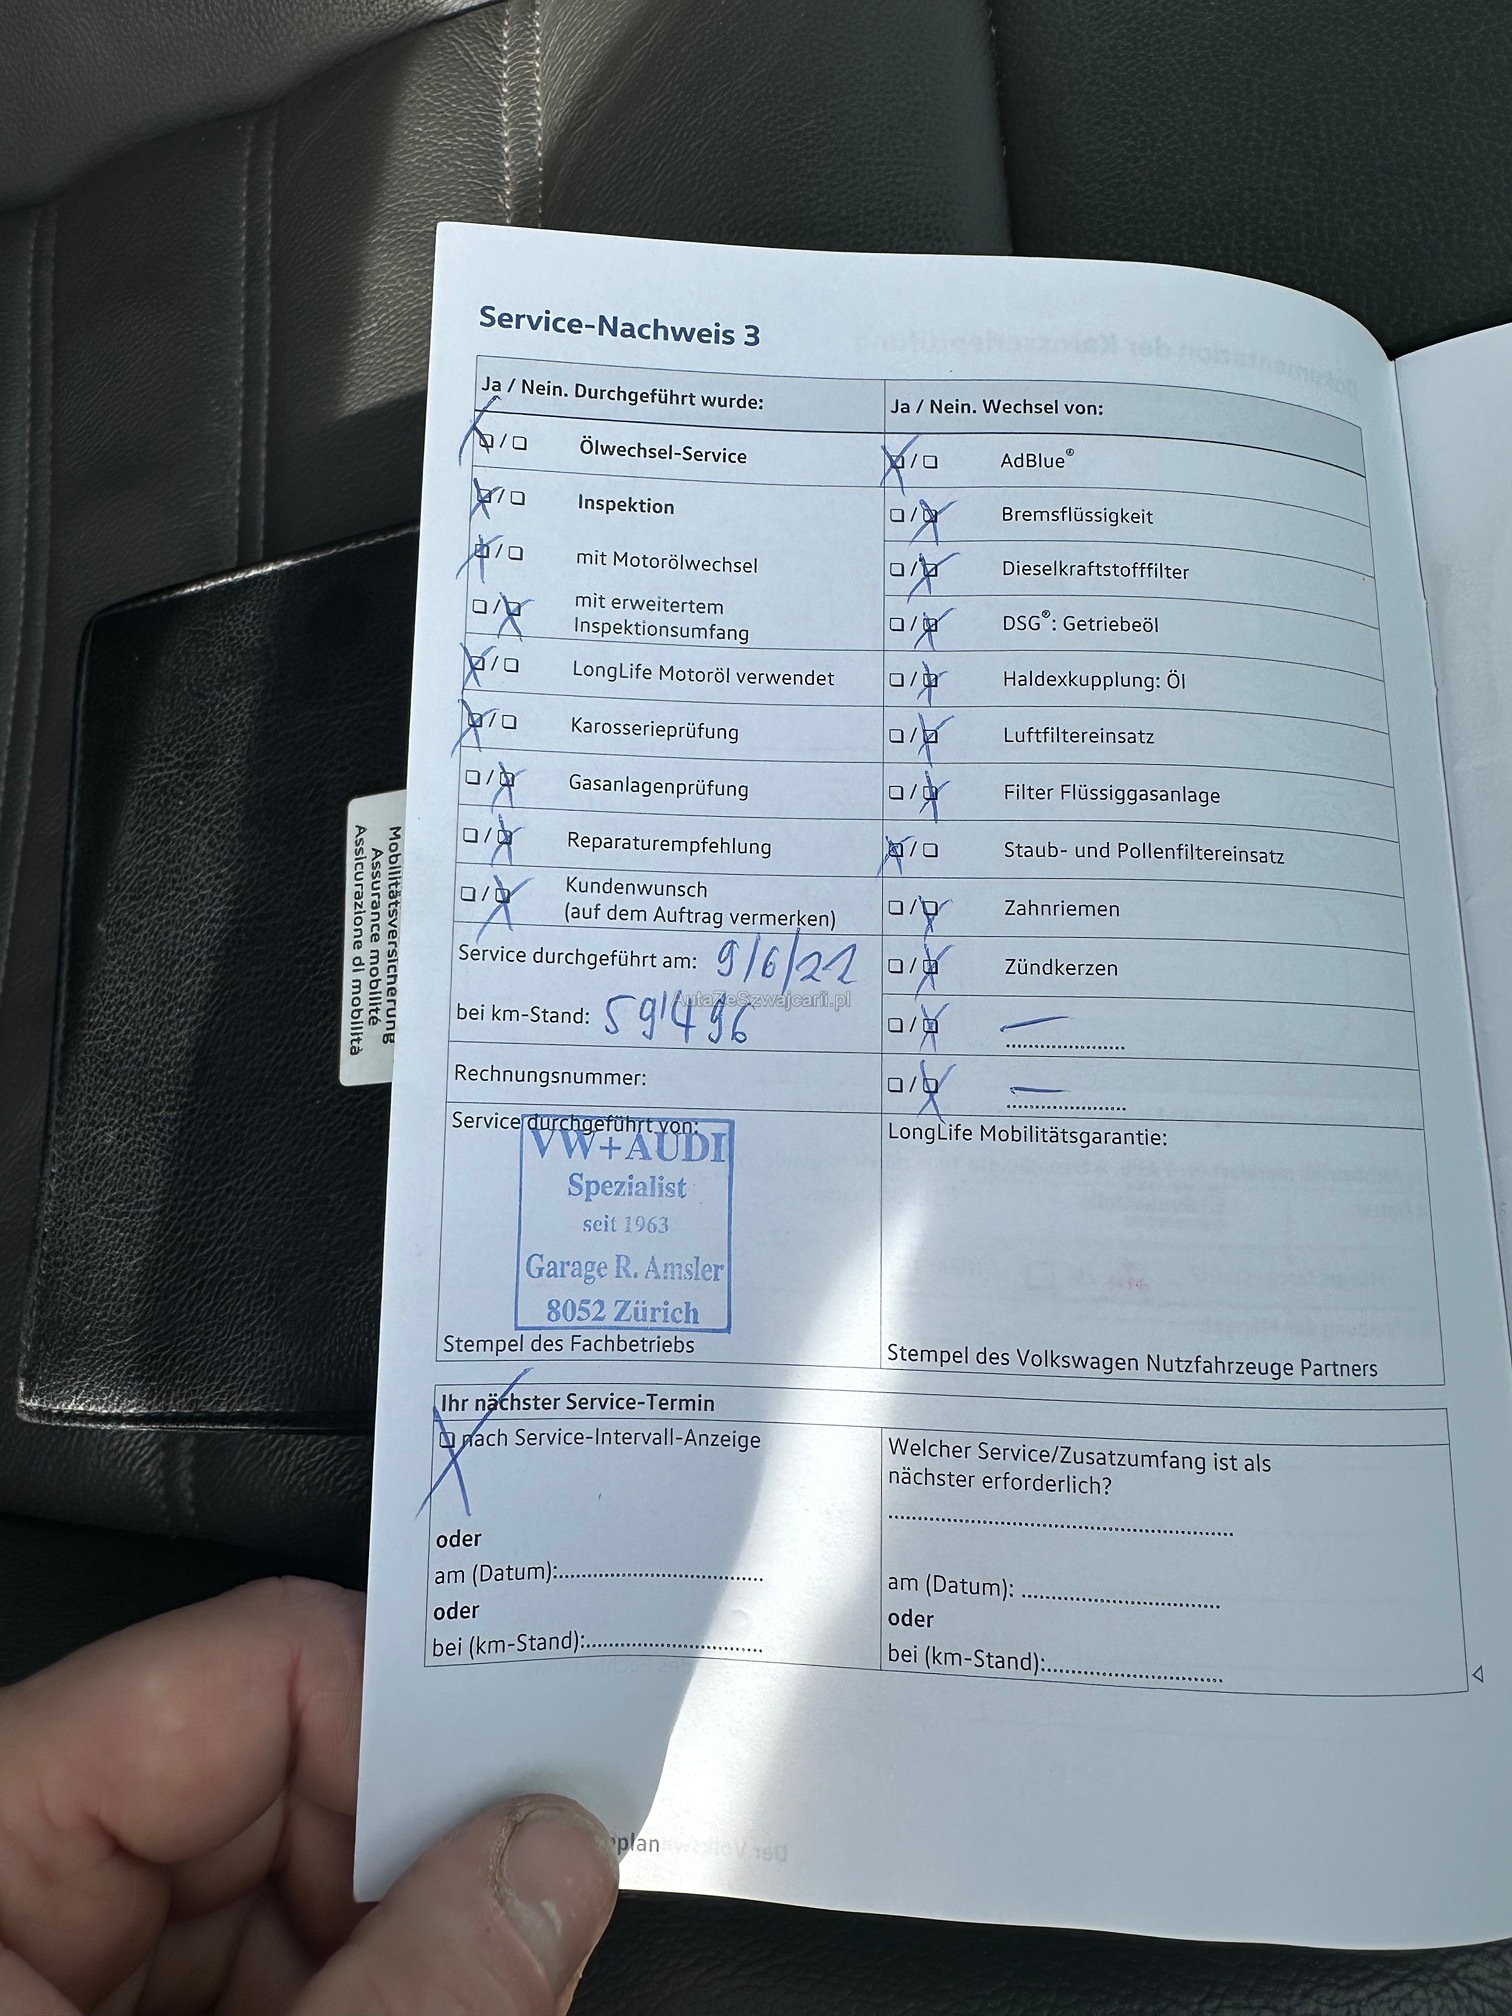 Service-Nachweis 3
Ja / Nein. Durchgeführt wurde:
Ölwechsel-Service
Inspektion
mit Motorölwechsel
mit erweitertem
Inspektionsumfang
LongLife Motoröl verwendet
Karosserieprüfung
Gasanlagenprüfung
Reparaturempfehlung
Kundenwunsch
(auf dem Auftrag vermerken)
Service durchgeführt am: 9/6/21
bei km-Stand: 59'496
Rechnungsnummer:
Service durchgeführt von:
VW+AUDI
Spezialist
seit 1963
Garage R. Amsler
8052 Zürich
Stempel des Fachbetriebs
Ja / Nein. Wechsel von:
AdBlue®
Bremsflüssigkeit
Dieselkraftstofffilter
DSG®: Getriebeöl
Haldexkupplung: Öl
Luftfiltereinsatz
Filter Flüssiggasanlage
Staub- und Pollenfiltereinsatz
Zahnriemen
Zündkerzen
LongLife Mobilitätsgarantie:
Stempel des Volkswagen Nutzfahrzeuge Partners
Ihr nächster Service-Termin
nach Service-Intervall-Anzeige
oder
am (Datum):
oder
bei (km-Stand):
Welcher Service/Zusatzumfang ist als
nächster erforderlich?
am (Datum):
oder
bei (km-Stand):
Mobilitätsversicherung
Assurance mobilité
Assicurazione di mobilità
AutaZeSzwajcarii.pl